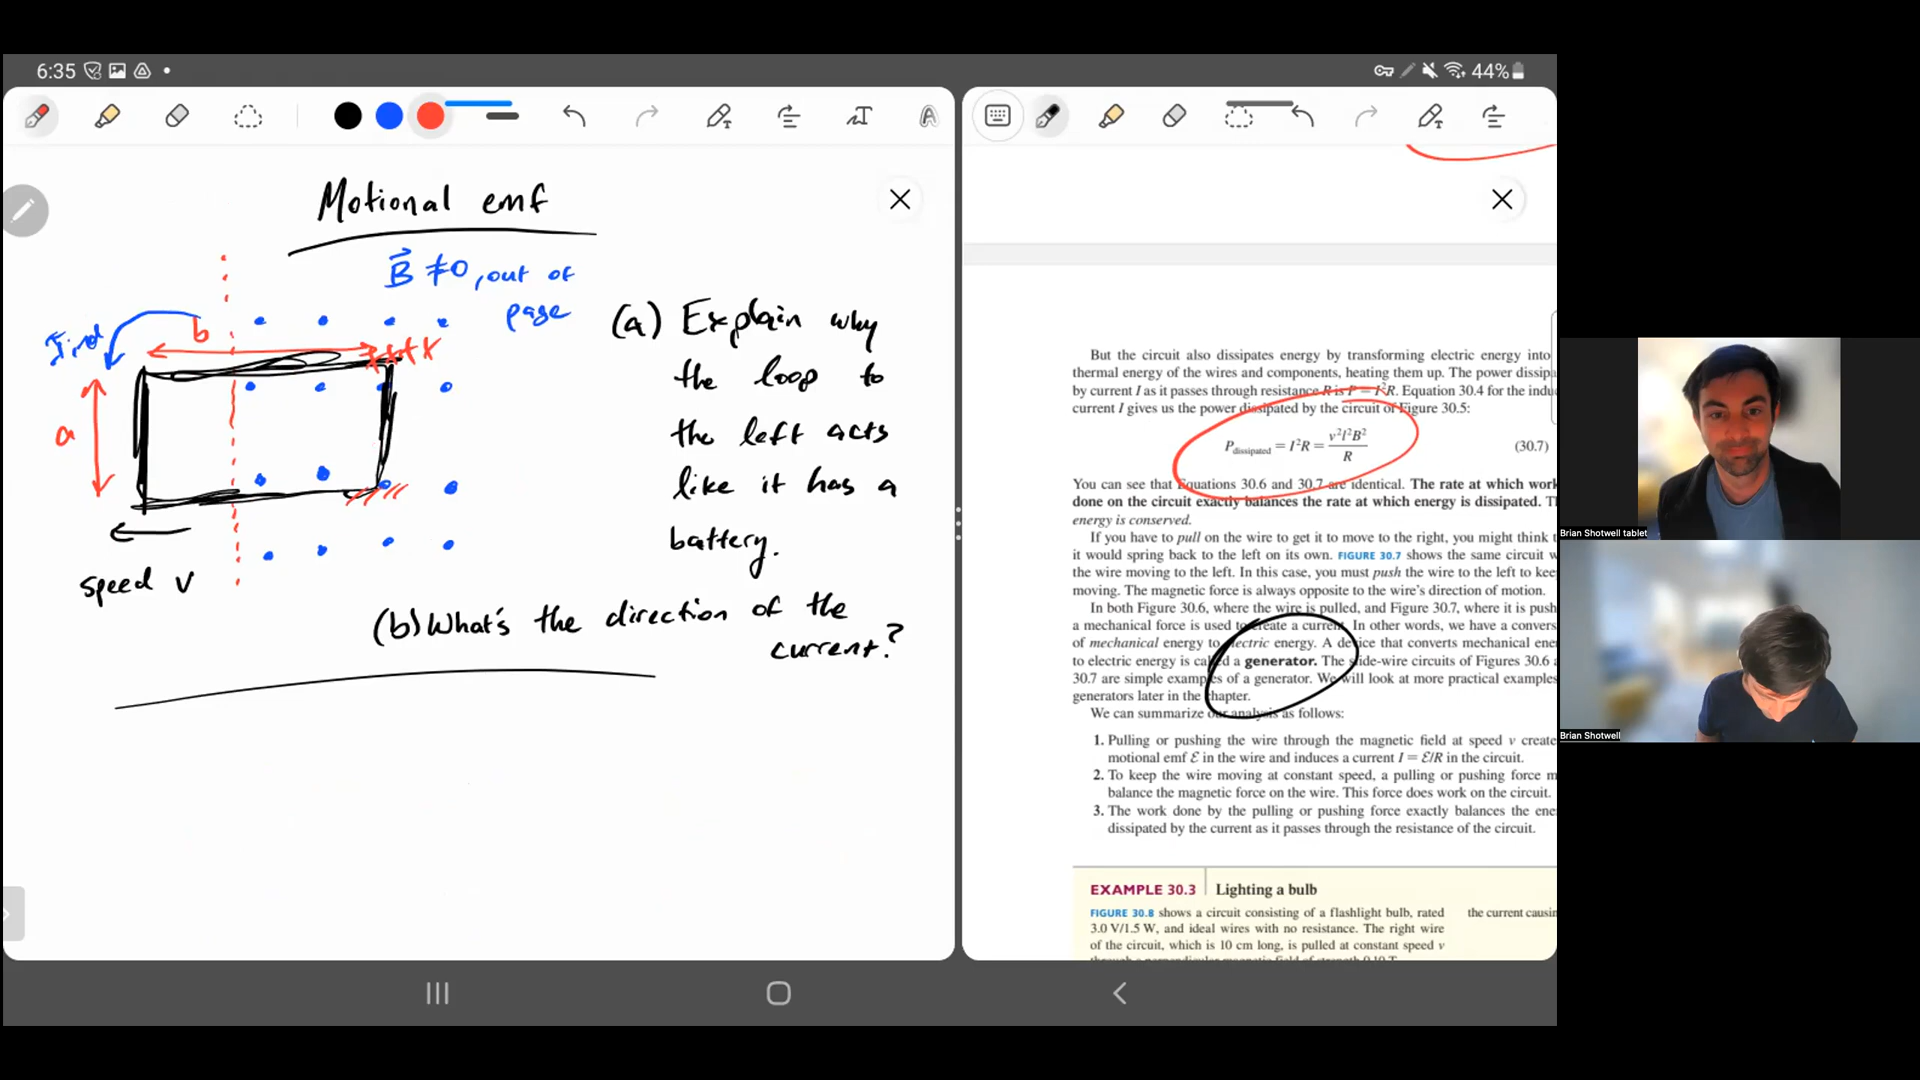 6:35
44%
Motional emf
B ≠0, out of
page
b
++++
a
speed v
(a) Explain why
the loop to
the left acts
like it has a
battery.
(b) What's the direction of the
current?
But the circuit also dissipates energy by transforming electric energy into
thermal energy of the wires and components, heating them up. The power dissipa
by current I as it passes through resistance R is P = I²R. Equation 30.4 for the indu
current I gives us the power dissipated by the circuit of Figure 30.5:
P dissipated = I²R = v²l²B² / R (30.7)
You can see that Equations 30.6 and 30.7 are identical. The rate at which work
done on the circuit exactly balances the rate at which energy is dissipated. T
energy is conserved.
If you have to pull on the wire to get it to move to the right, you might think t
it would spring back to the left on its own. FIGURE 30.7 shows the same circuit w
the wire moving to the left. In this case, you must push the wire to the left to kee
moving. The magnetic force is always opposite to the wire's direction of motion.
In both Figure 30.6, where the wire is pulled, and Figure 30.7, where it is push
a mechanical force is used to create a current. In other words, we have a convers
of mechanical energy to electric energy. A device that converts mechanical ene
to electric energy is called a generator. The slide-wire circuits of Figures 30.6 a
30.7 are simple examples of a generator. We will look at more practical examples
generators later in the chapter.
We can summarize our analysis as follows:
1. Pulling or pushing the wire through the magnetic field at speed v create
motional emf ℰ in the wire and induces a current I = ℰ/R in the circuit.
2. To keep the wire moving at constant speed, a pulling or pushing force m
balance the magnetic force on the wire. This force does work on the circuit.
3. The work done by the pulling or pushing force exactly balances the ene
dissipated by the current as it passes through the resistance of the circuit.
EXAMPLE 30.3 Lighting a bulb
FIGURE 30.8 shows a circuit consisting of a flashlight bulb, rated
3.0 V/1.5 W, and ideal wires with no resistance. The right wire
of the circuit, which is 10 cm long, is pulled at constant speed v
the current causin
Brian Shotwell tablet
Brian Shotwell